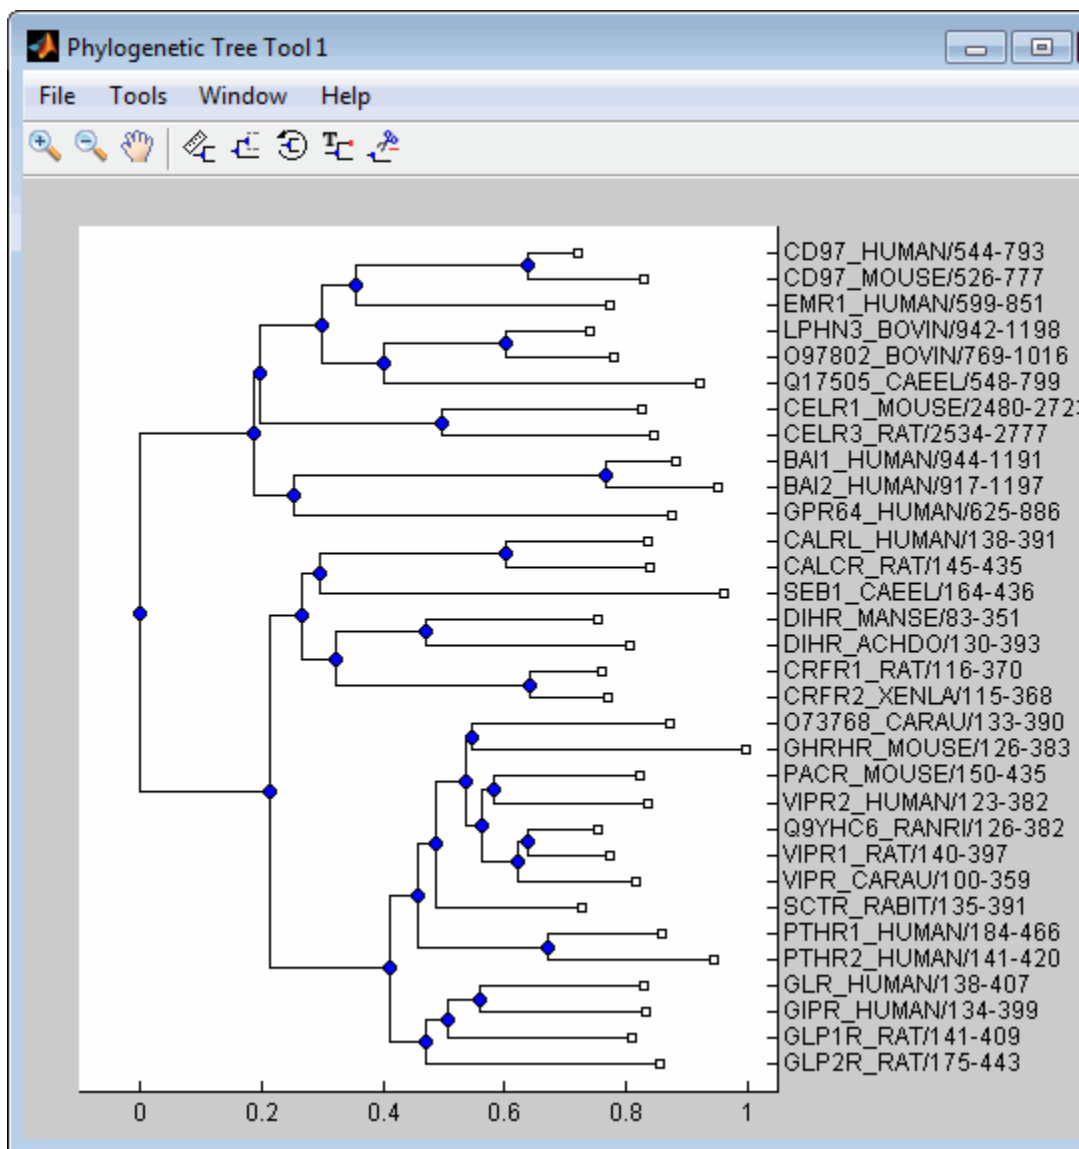 Phylogenetic Tree Tool 1
File Tools Window Help
CD97_HUMAN/544-793
CD97_MOUSE/526-777
EMR1_HUMAN/599-851
LPHN3_BOVIN/942-1198
O97802_BOVIN/769-1016
Q17505_CAEEL/548-799
CELR1_MOUSE/2480-272
CELR3_RAT/2534-2777
BAI1_HUMAN/944-1191
BAI2_HUMAN/917-1197
GPR64_HUMAN/625-886
CALRL_HUMAN/138-391
CALCR_RAT/145-435
SEB1_CAEEL/164-436
DIHR_MANSE/83-351
DIHR_ACHDO/130-393
CRFR1_RAT/116-370
CRFR2_XENLA/115-368
O73768_CARAU/133-390
GHRHR_MOUSE/126-383
PACR_MOUSE/150-435
VIPR2_HUMAN/123-382
Q9YHC6_RANRI/126-382
VIPR1_RAT/140-397
VIPR_CARAU/100-359
SCTR_RABIT/135-391
PTHR1_HUMAN/184-466
PTHR2_HUMAN/141-420
GLR_HUMAN/138-407
GIPR_HUMAN/134-399
GLP1R_RAT/141-409
GLP2R_RAT/175-443
0 0.2 0.4 0.6 0.8 1